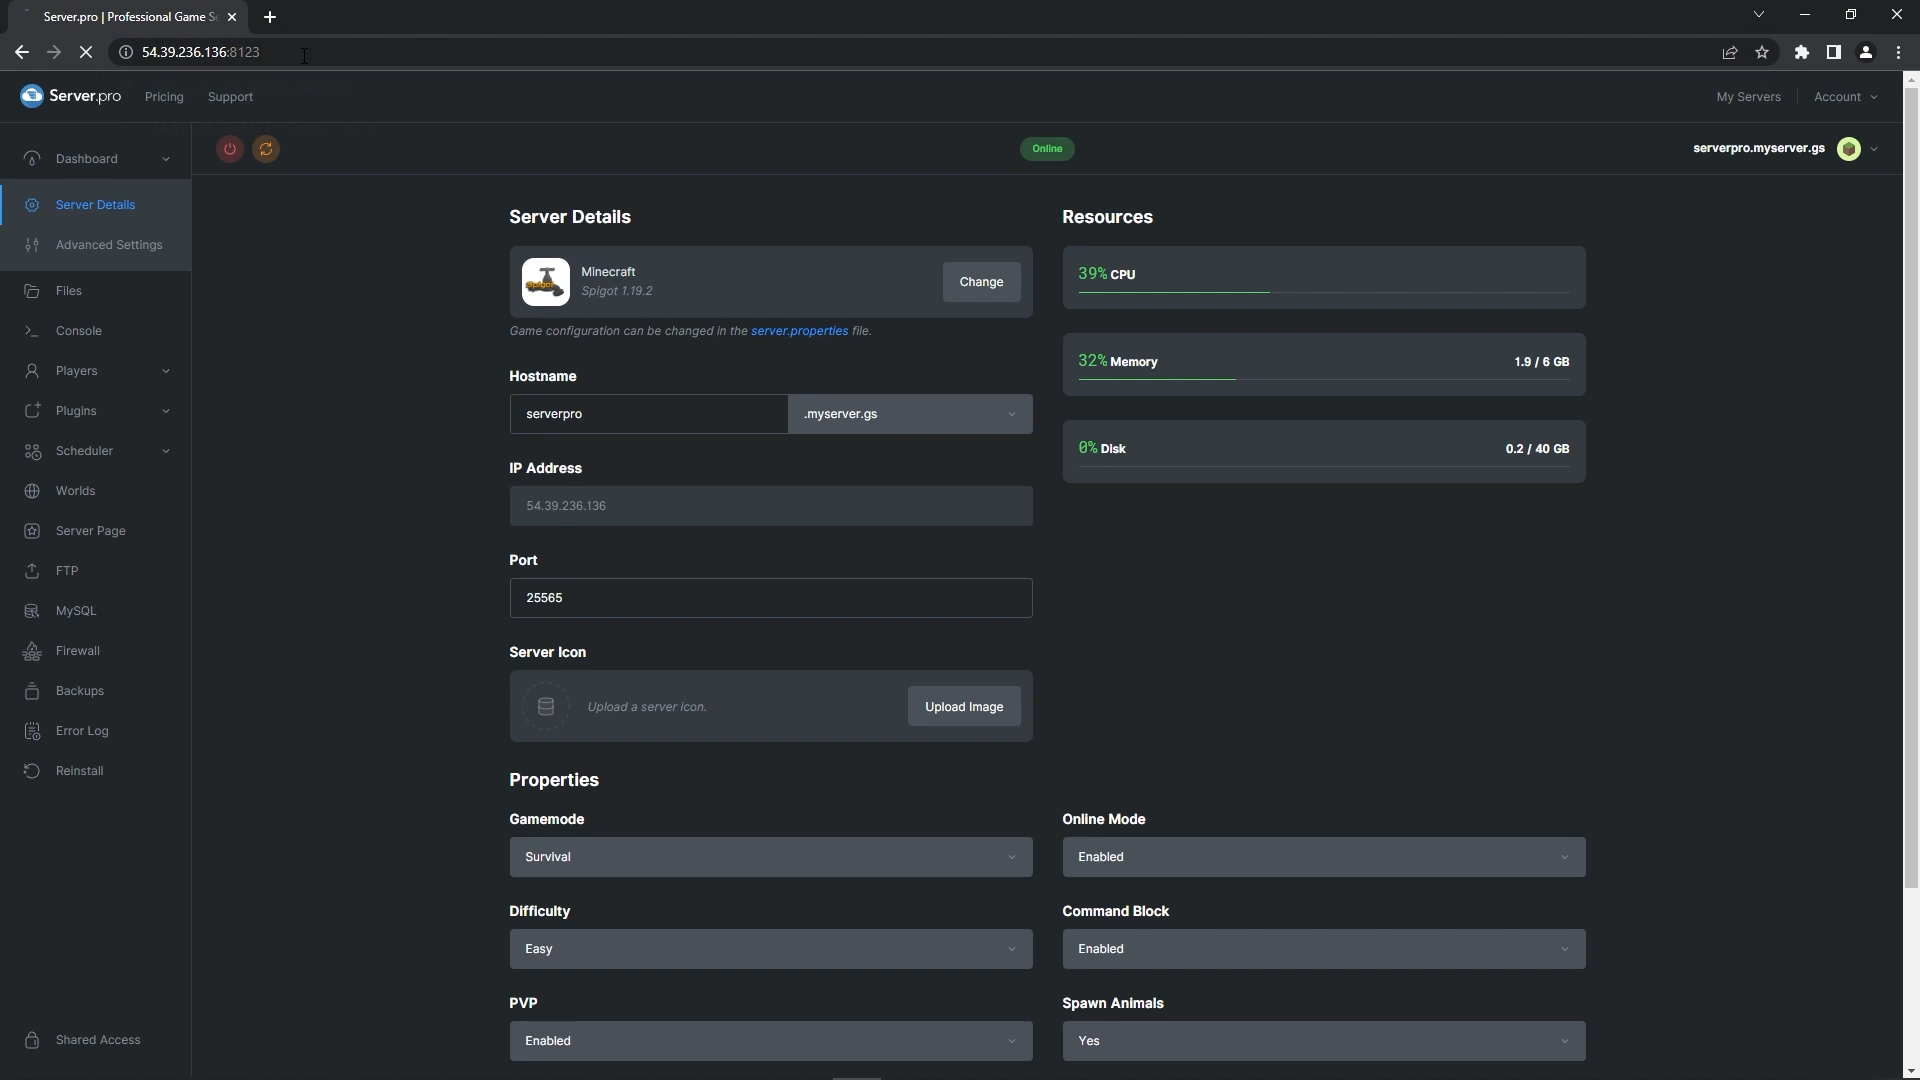 Server.pro | Professional Game Se
54.39.236.136:8123
Server.pro
Pricing
Support
My Servers
Account
Dashboard
Online
serverpro.myserver.gs
Server Details
Advanced Settings
Files
Console
Players
Plugins
Scheduler
Worlds
Server Page
FTP
MySQL
Firewall
Backups
Error Log
Reinstall
Shared Access
Server Details
Spigot
Minecraft
Spigot 1.19.2
Change
Game configuration can be changed in the server.properties file.
Hostname
serverpro
.myserver.gs
IP Address
54.39.236.136
Port
25565
Server Icon
Upload a server icon.
Upload Image
Resources
39% CPU
32% Memory
1.9 / 6 GB
0% Disk
0.2 / 40 GB
Properties
Gamemode
Survival
Online Mode
Enabled
Difficulty
Easy
Command Block
Enabled
PVP
Enabled
Spawn Animals
Yes